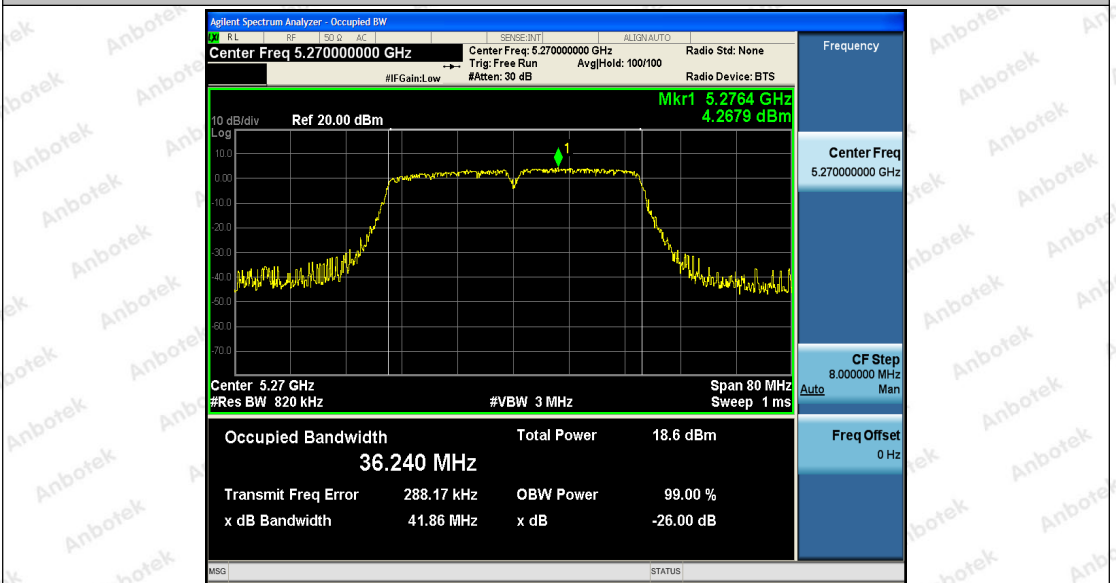 Agilent Spectrum Analyzer - Occupied BW
LXI RL RF 50 Ω AC SENSE:INT ALIGN AUTO
Center Freq 5.270000000 GHz
Center Freq: 5.270000000 GHz
Radio Std: None
Trig: Free Run Avg|Hold: 100/100
#IFGain:Low
#Atten: 30 dB
Radio Device: BTS
Mkr1 5.2764 GHz
4.2679 dBm
10 dB/div Ref 20.00 dBm
Log
10.0
0.00
-10.0
-20.0
-30.0
-40.0
-50.0
-60.0
-70.0
1
Center 5.27 GHz
Span 80 MHz
#Res BW 820 kHz
#VBW 3 MHz
Sweep 1 ms
Occupied Bandwidth
36.240 MHz
Total Power 18.6 dBm
Transmit Freq Error 288.17 kHz
OBW Power 99.00 %
x dB Bandwidth 41.86 MHz
x dB -26.00 dB
MSG
STATUS
Frequency
Center Freq
5.270000000 GHz
CF Step
8.000000 MHz
Auto Man
Freq Offset
0 Hz
Anbotek